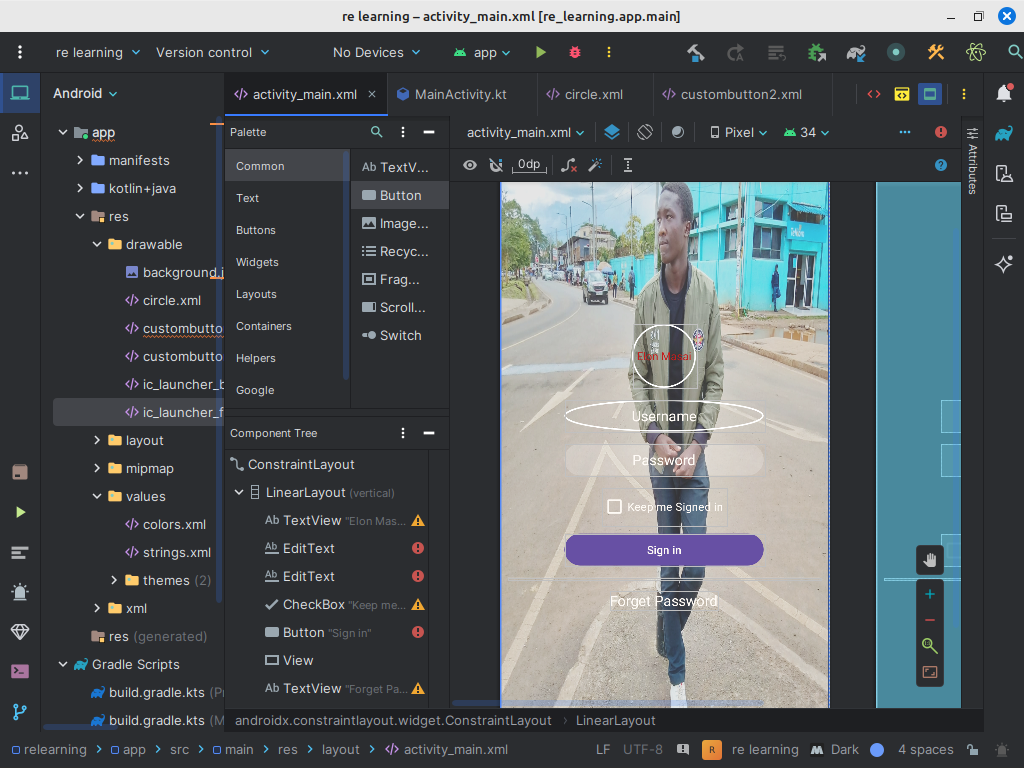 re learning – activity_main.xml [re_learning.app.main]
re learning Version control No Devices app
Android
activity_main.xml MainActivity.kt circle.xml custombutton2.xml
app
manifests
kotlin+java
res
drawable
background.j
circle.xml
custombutto
custombutto
ic_launcher_b
ic_launcher_f
layout
mipmap
values
colors.xml
strings.xml
themes (2)
xml
res (generated)
Gradle Scripts
build.gradle.kts (Pr
build.gradle.kts (M
Palette
Common
Text
Buttons
Widgets
Layouts
Containers
Helpers
Google
Ab TextV...
Button
Image...
Recyc...
Frag...
Scroll...
Switch
Component Tree
ConstraintLayout
LinearLayout (vertical)
Ab TextView "Elon Mas...
Ab EditText
Ab EditText
CheckBox "Keep me...
Button "Sign in"
View
Ab TextView "Forget Pa...
activity_main.xml Pixel 34
0dp
Attributes
Username
Password
Keep me Signed in
Sign in
Forget Password
androidx.constraintlayout.widget.ConstraintLayout › LinearLayout
relearning › app › src › main › res › layout › activity_main.xml LF UTF-8 R re learning Dark 4 spaces